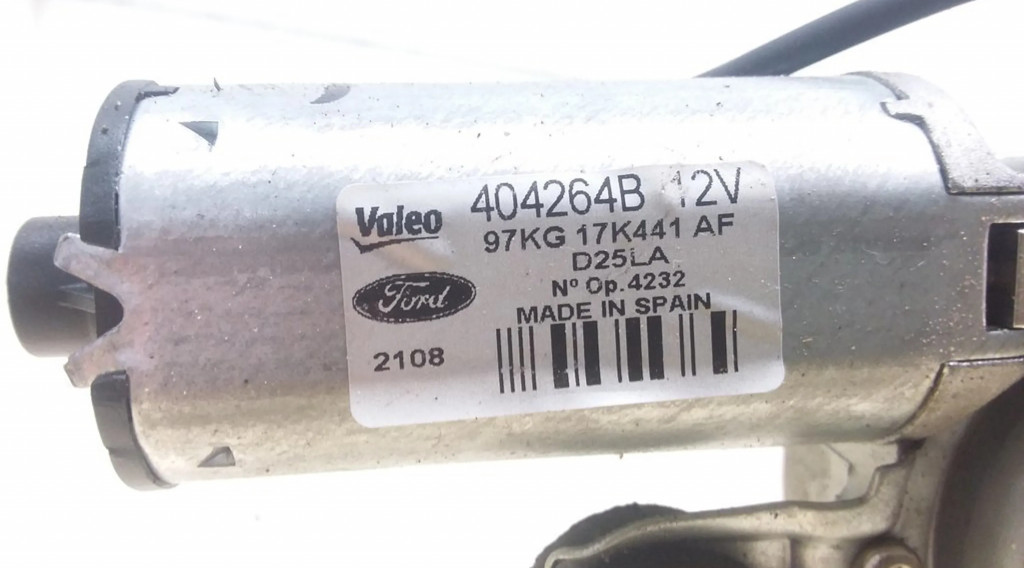 Valeo 404264B 12V
97KG 17K441 AF
D25LA
Nº Op.4232
Ford MADE IN SPAIN
2108